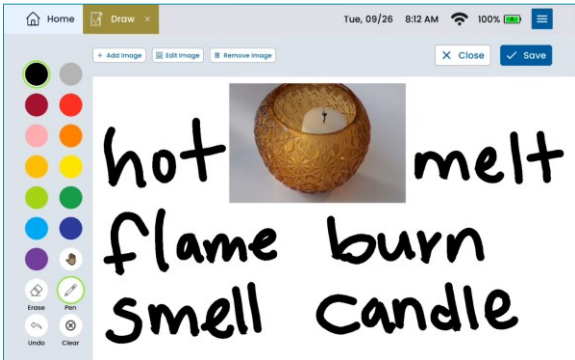 Home Draw × Tue, 09/26 8:12 AM 100%
+ Add Image Edit Image Remove Image × Close ✓ Save
hot melt
flame burn
smell candle
Erase Pen
Undo Clear